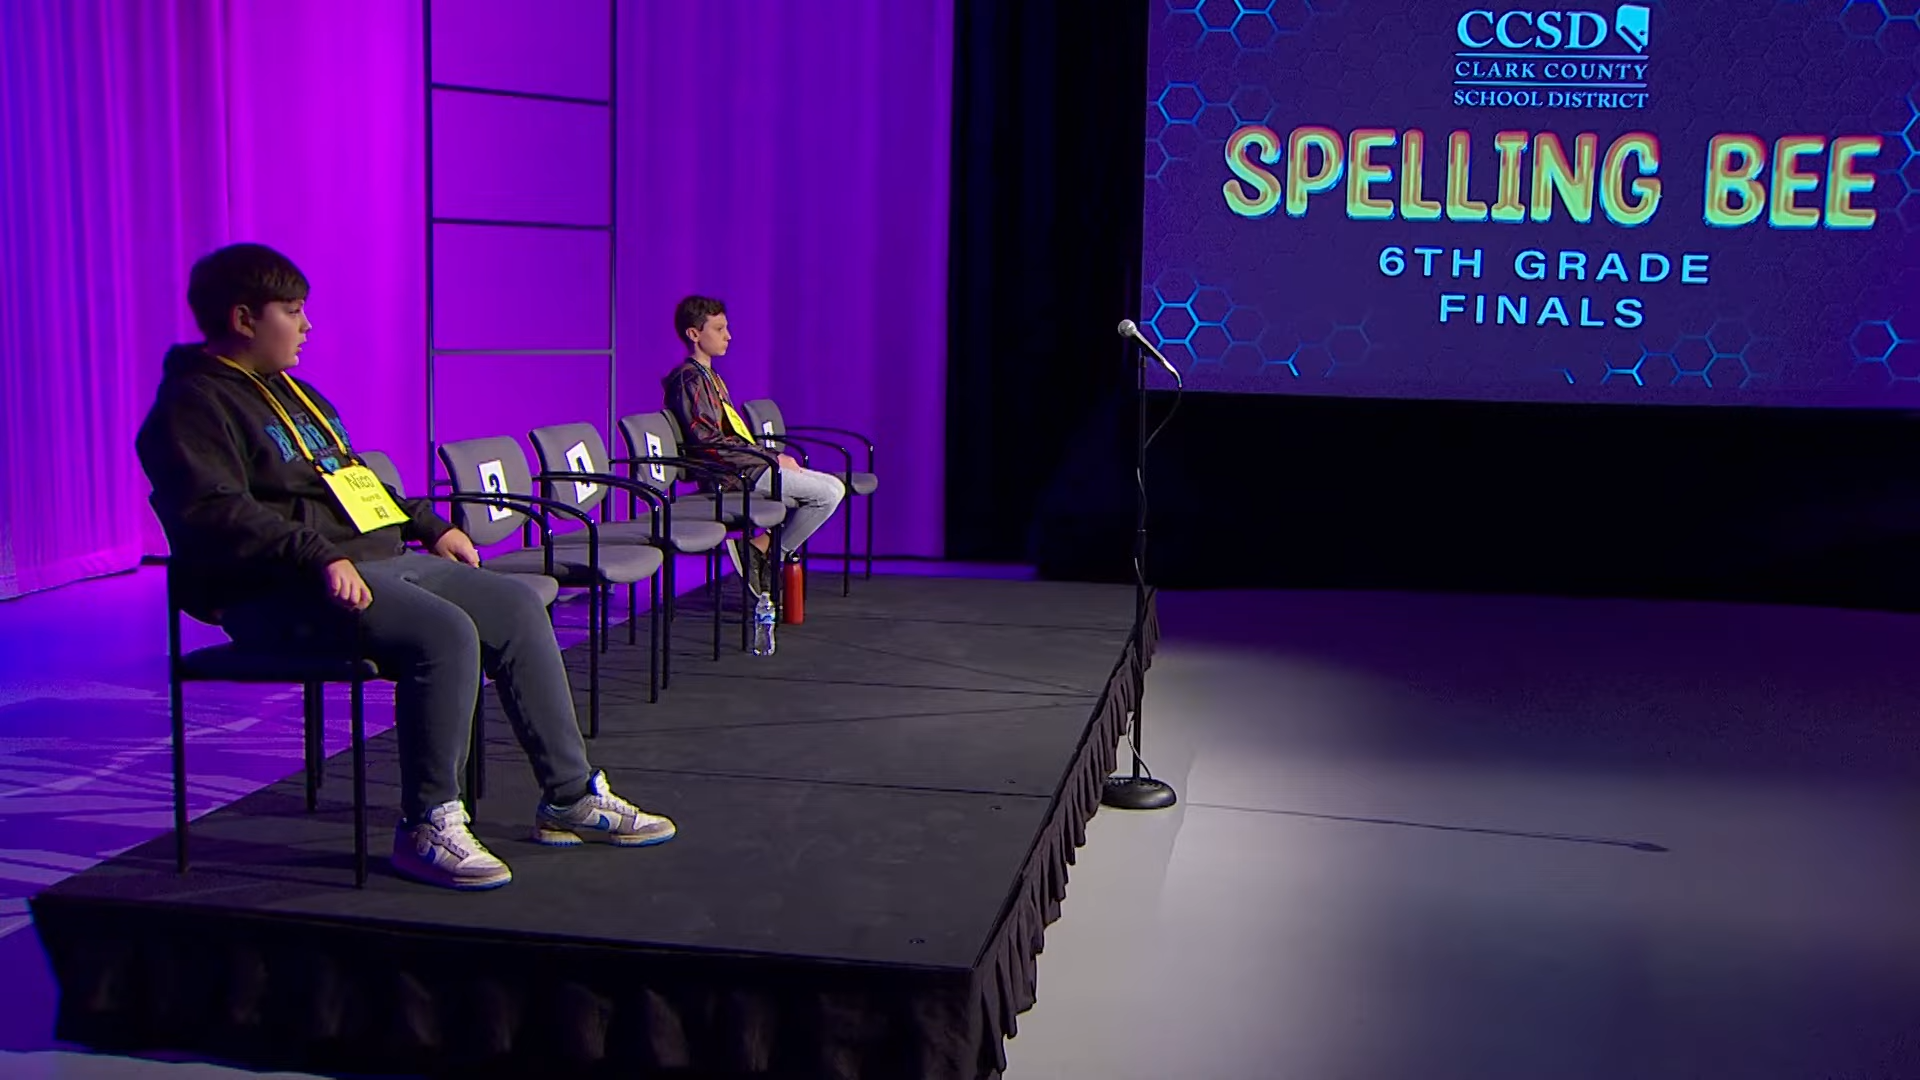 CCSD
CLARK COUNTY
SCHOOL DISTRICT
SPELLING BEE
6TH GRADE
FINALS
Nico
3
4
5